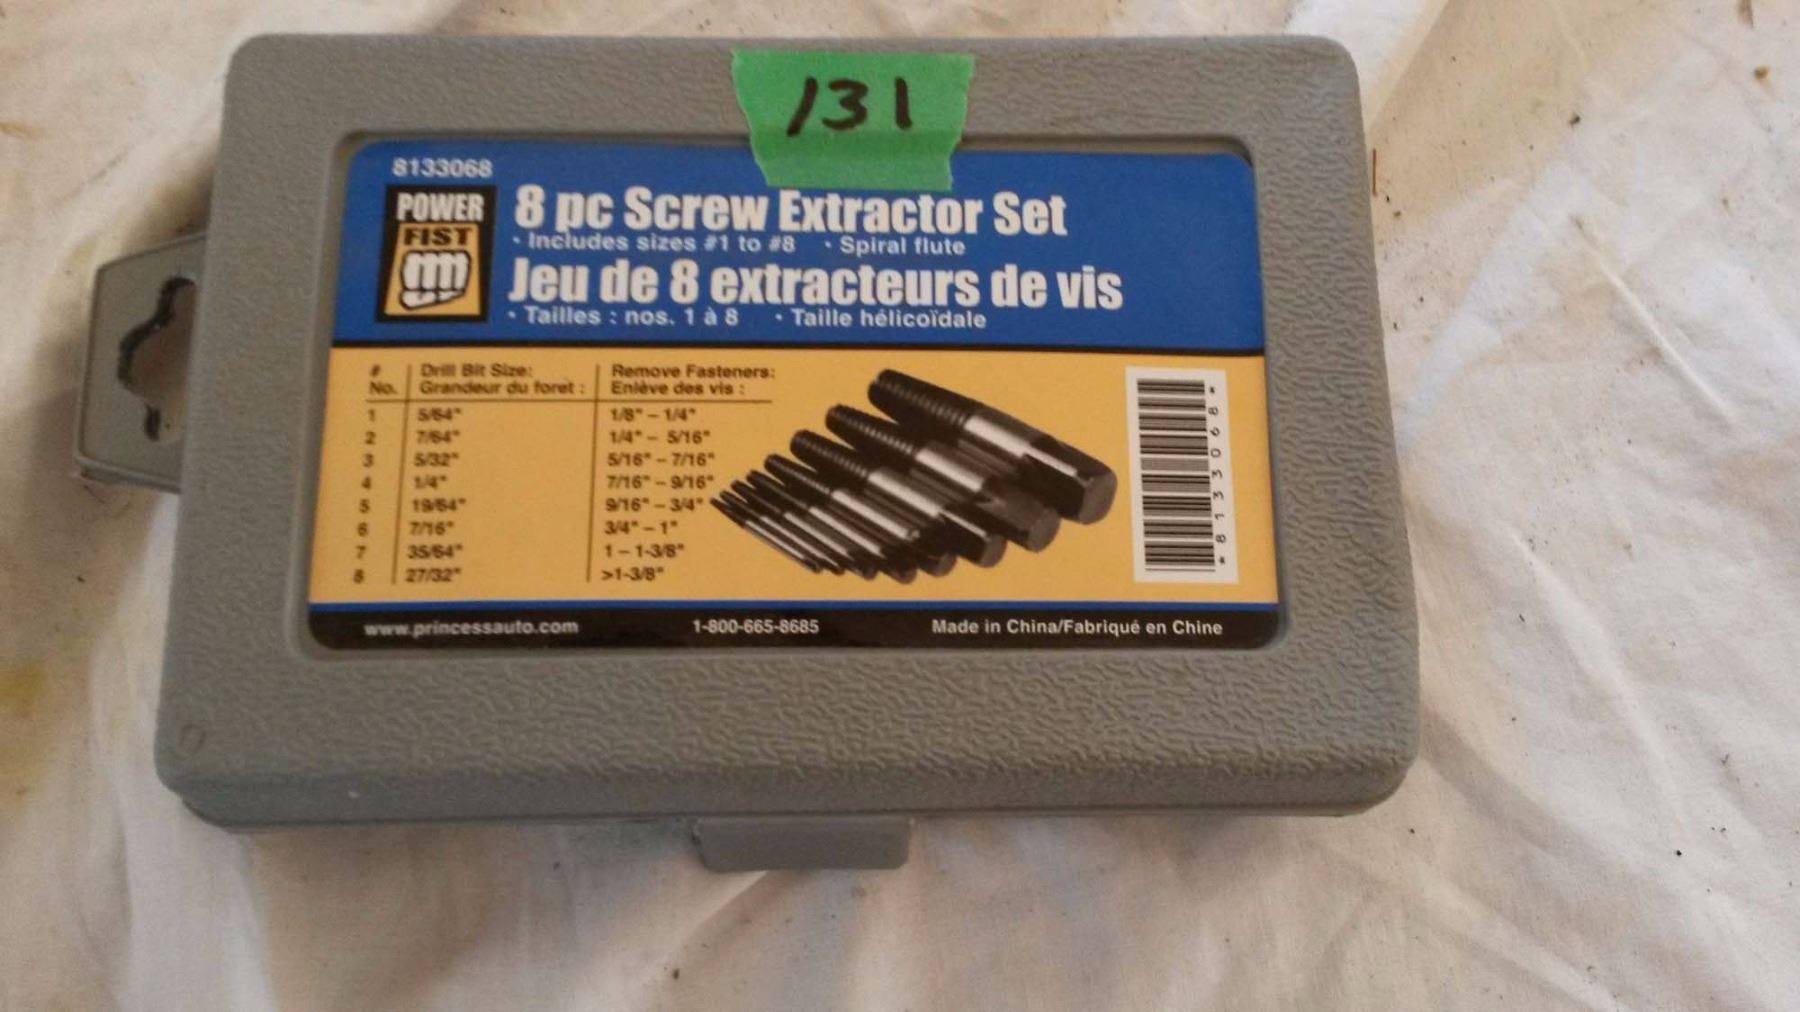 131
8133068
POWER
FIST
8 pc Screw Extractor Set
• Includes sizes #1 to #8 • Spiral flute
Jeu de 8 extracteurs de vis
• Tailles : nos. 1 à 8 • Taille hélicoïdale
# Drill Bit Size: Remove Fasteners:
No. Grandeur du foret : Enlève des vis :
1 5/64" 1/8" – 1/4"
2 7/64" 1/4" – 5/16"
3 5/32" 5/16" – 7/16"
4 1/4" 7/16" – 9/16"
5 19/64" 9/16" – 3/4"
6 7/16" 3/4" – 1"
7 35/64" 1 – 1-3/8"
8 27/32" >1-3/8"
*8133068*
www.princessauto.com 1-800-665-8685 Made in China/Fabriqué en Chine